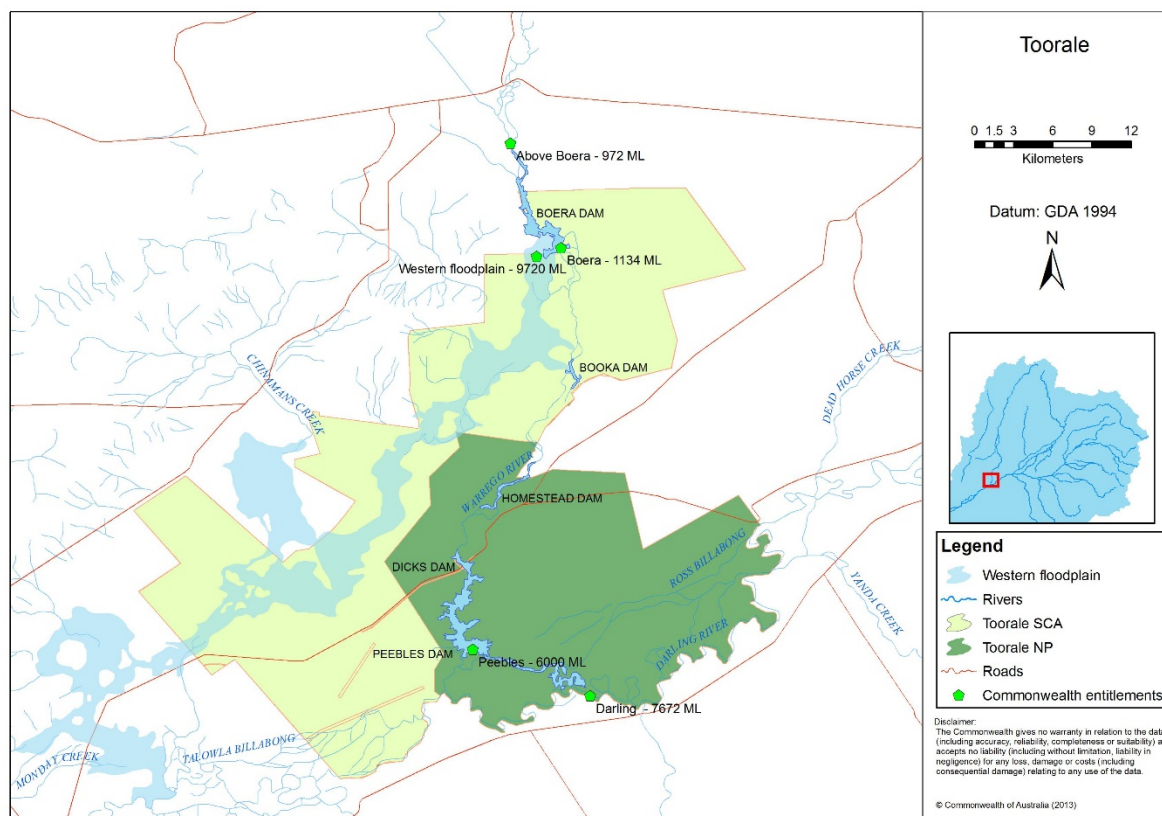 Toorale
0 1.5 3 6 9 12
Kilometers
Datum: GDA 1994
N
Above Boera - 972 ML
BOERA DAM
Boera - 1134 ML
Western floodplain - 9720 ML
BOOKA DAM
CHINAMANS CREEK
DEAD HORSE CREEK
WARREGO RIVER
HOMESTEAD DAM
DICKS DAM
ROSS BILLABONG
YANDA CREEK
DARLING RIVER
PEEBLES DAM
Peebles - 6000 ML
Darling - 7672 ML
TALOWLA BILLABONG
MONDAY CREEK
Legend
Western floodplain
Rivers
Toorale SCA
Toorale NP
Roads
Commonwealth entitlements
Disclaimer:
The Commonwealth gives no warranty in relation to the data
(including accuracy, reliability, completeness or suitability) a
accepts no liability (including without limitation, liability in
negligence) for any loss, damage or costs (including
consequential damage) relating to any use of the data.
© Commonwealth of Australia (2013)